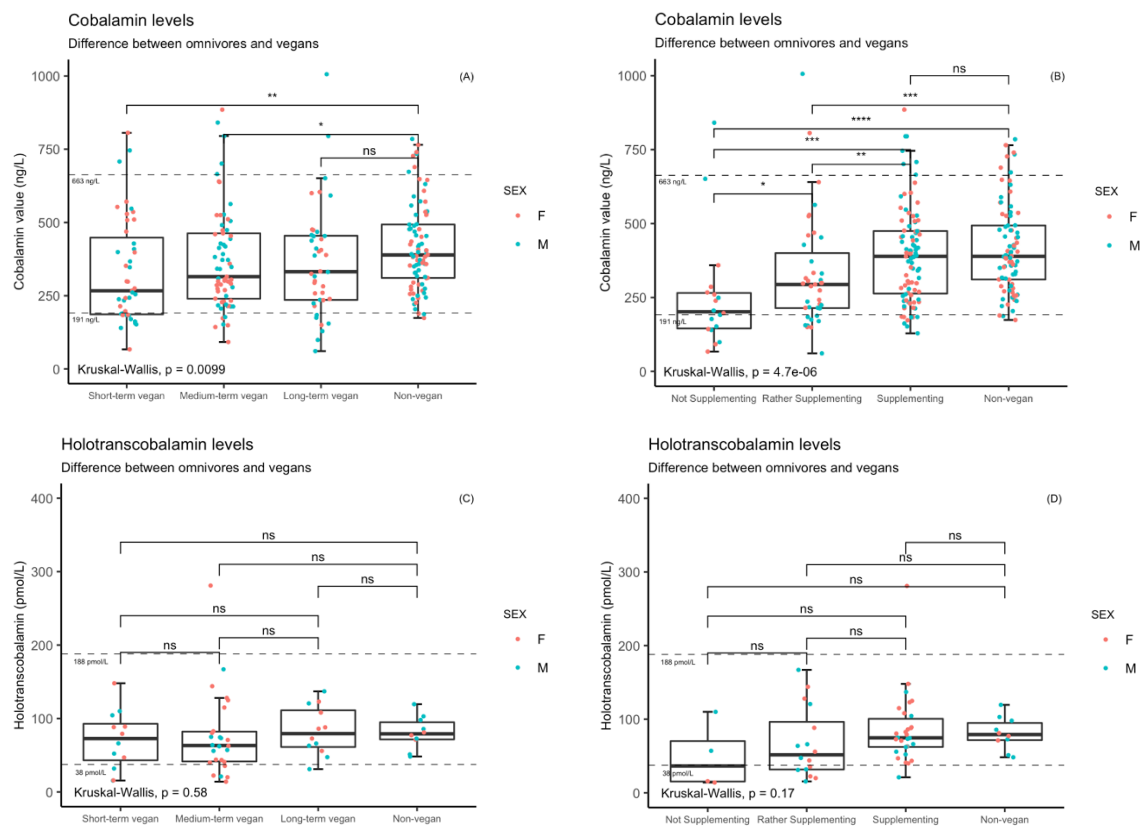 Cobalamin levels
Difference between omnivores and vegans
(A)
1000
750
500
250
0
Cobalamin value (ng/L)
**
*
ns
663 ng/L
191 ng/L
Kruskal-Wallis, p = 0.0099
Short-term vegan Medium-term vegan Long-term vegan Non-vegan
SEX
F
M
Cobalamin levels
Difference between omnivores and vegans
(B)
1000
750
500
250
0
Cobalamin value (ng/L)
ns
***
****
***
**
*
663 ng/L
191 ng/L
Kruskal-Wallis, p = 4.7e-06
Not Supplementing Rather Supplementing Supplementing Non-vegan
SEX
F
M
Holotranscobalamin levels
Difference between omnivores and vegans
(C)
400
300
200
100
0
Holotranscobalamin (pmol/L)
ns
ns
ns
ns
ns
ns
188 pmol/L
38 pmol/L
Kruskal-Wallis, p = 0.58
Short-term vegan Medium-term vegan Long-term vegan Non-vegan
SEX
F
M
Holotranscobalamin levels
Difference between omnivores and vegans
(D)
400
300
200
100
0
Holotranscobalamin (pmol/L)
ns
ns
ns
ns
ns
ns
188 pmol/L
38 pmol/L
Kruskal-Wallis, p = 0.17
Not Supplementing Rather Supplementing Supplementing Non-vegan
SEX
F
M